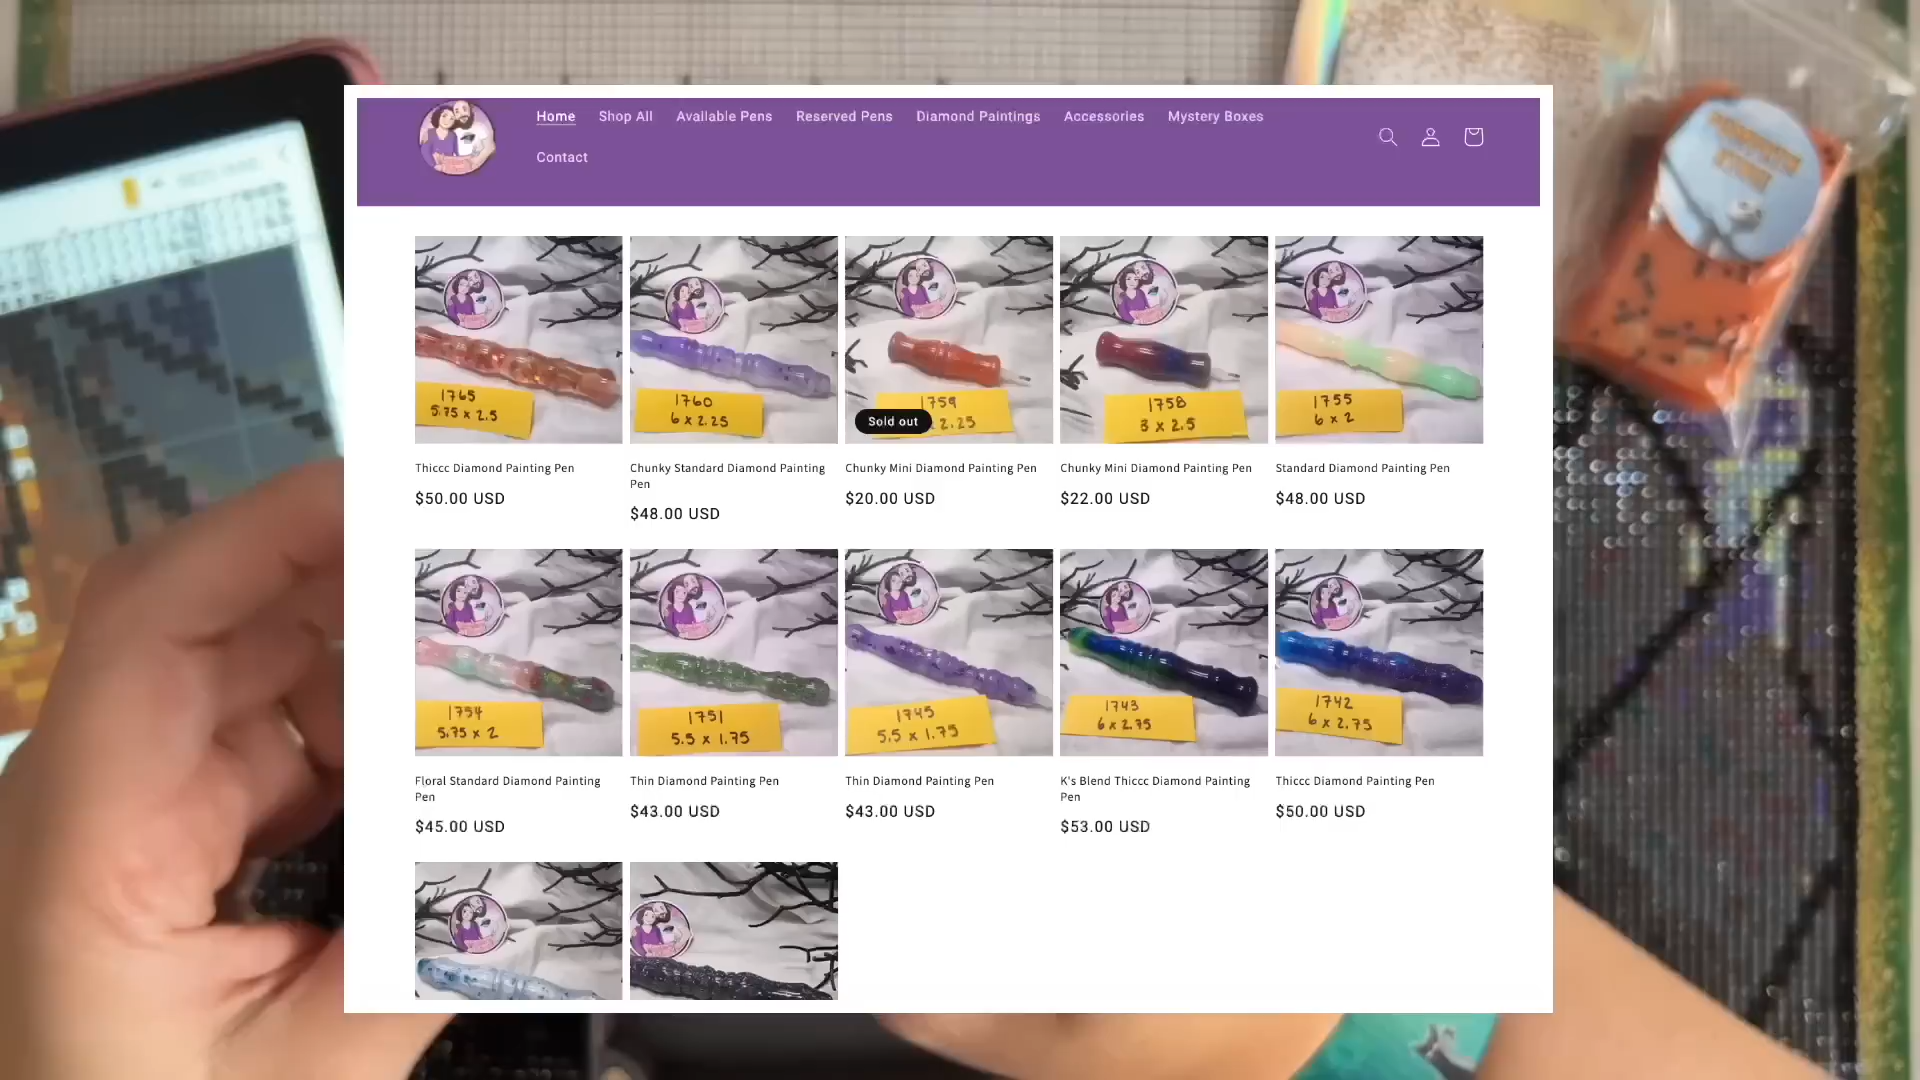 Home Shop All Available Pens Reserved Pens Diamond Paintings Accessories Mystery Boxes
Contact
1765
5.75 x 2.5
1760
6 x 2.25
1759
2.25
Sold out
1758
3 x 2.5
1755
6 x 2
Thiccc Diamond Painting Pen
$50.00 USD
Chunky Standard Diamond Painting
Pen
$48.00 USD
Chunky Mini Diamond Painting Pen
$20.00 USD
Chunky Mini Diamond Painting Pen
$22.00 USD
Standard Diamond Painting Pen
$48.00 USD
1754
5.75 x 2
1751
5.5 x 1.75
1745
5.5 x 1.75
1743
6 x 2.75
1742
6 x 2.75
Floral Standard Diamond Painting
Pen
$45.00 USD
Thin Diamond Painting Pen
$43.00 USD
Thin Diamond Painting Pen
$43.00 USD
K's Blend Thiccc Diamond Painting
Pen
$53.00 USD
Thiccc Diamond Painting Pen
$50.00 USD